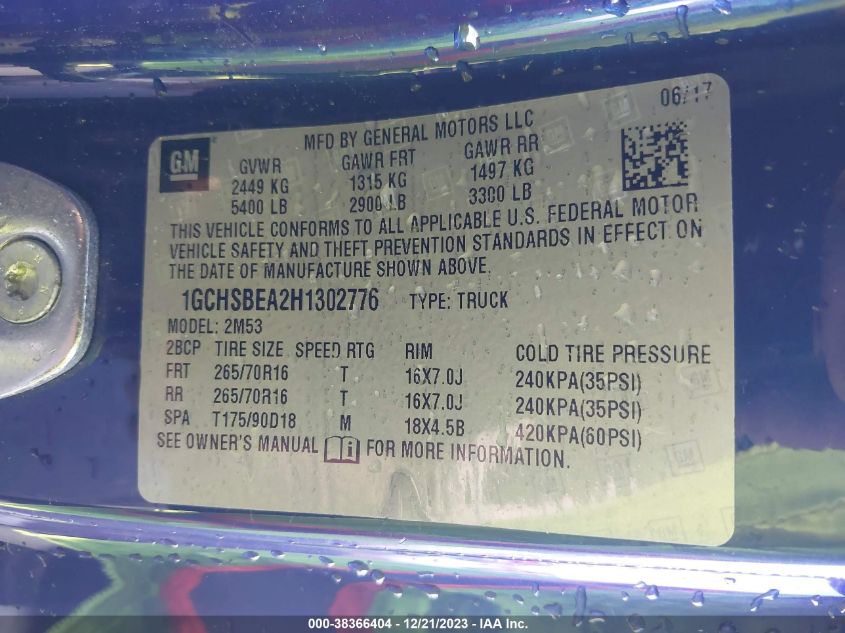 06/17
MFD BY GENERAL MOTORS LLC
GM
GVWR GAWR FRT GAWR RR
2449 KG 1315 KG 1497 KG
5400 LB 2900 LB 3300 LB
THIS VEHICLE CONFORMS TO ALL APPLICABLE U.S. FEDERAL MOTOR
VEHICLE SAFETY AND THEFT PREVENTION STANDARDS IN EFFECT ON
THE DATE OF MANUFACTURE SHOWN ABOVE.
1GCHSBEA2H1302776 TYPE: TRUCK
MODEL: 2M53
2BCP TIRE SIZE SPEED RTG RIM COLD TIRE PRESSURE
FRT 265/70R16 T 16X7.0J 240KPA(35PSI)
RR 265/70R16 T 16X7.0J 240KPA(35PSI)
SPA T175/90D18 M 18X4.5B 420KPA(60PSI)
SEE OWNER'S MANUAL FOR MORE INFORMATION.
000-38366404 - 12/21/2023 - IAA Inc.